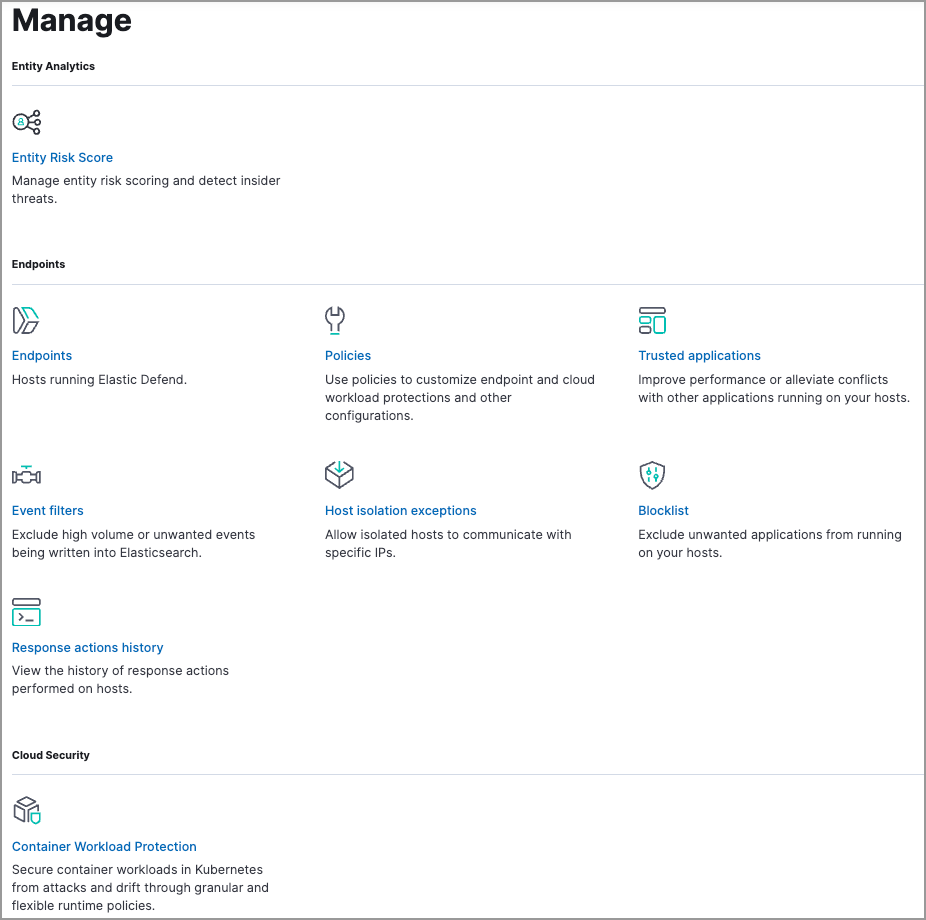 Manage
Entity Analytics
Entity Risk Score
Manage entity risk scoring and detect insider
threats.
Endpoints
Endpoints
Hosts running Elastic Defend.
Policies
Use policies to customize endpoint and cloud
workload protections and other
configurations.
Trusted applications
Improve performance or alleviate conflicts
with other applications running on your hosts.
Event filters
Exclude high volume or unwanted events
being written into Elasticsearch.
Host isolation exceptions
Allow isolated hosts to communicate with
specific IPs.
Blocklist
Exclude unwanted applications from running
on your hosts.
Response actions history
View the history of response actions
performed on hosts.
Cloud Security
Container Workload Protection
Secure container workloads in Kubernetes
from attacks and drift through granular and
flexible runtime policies.